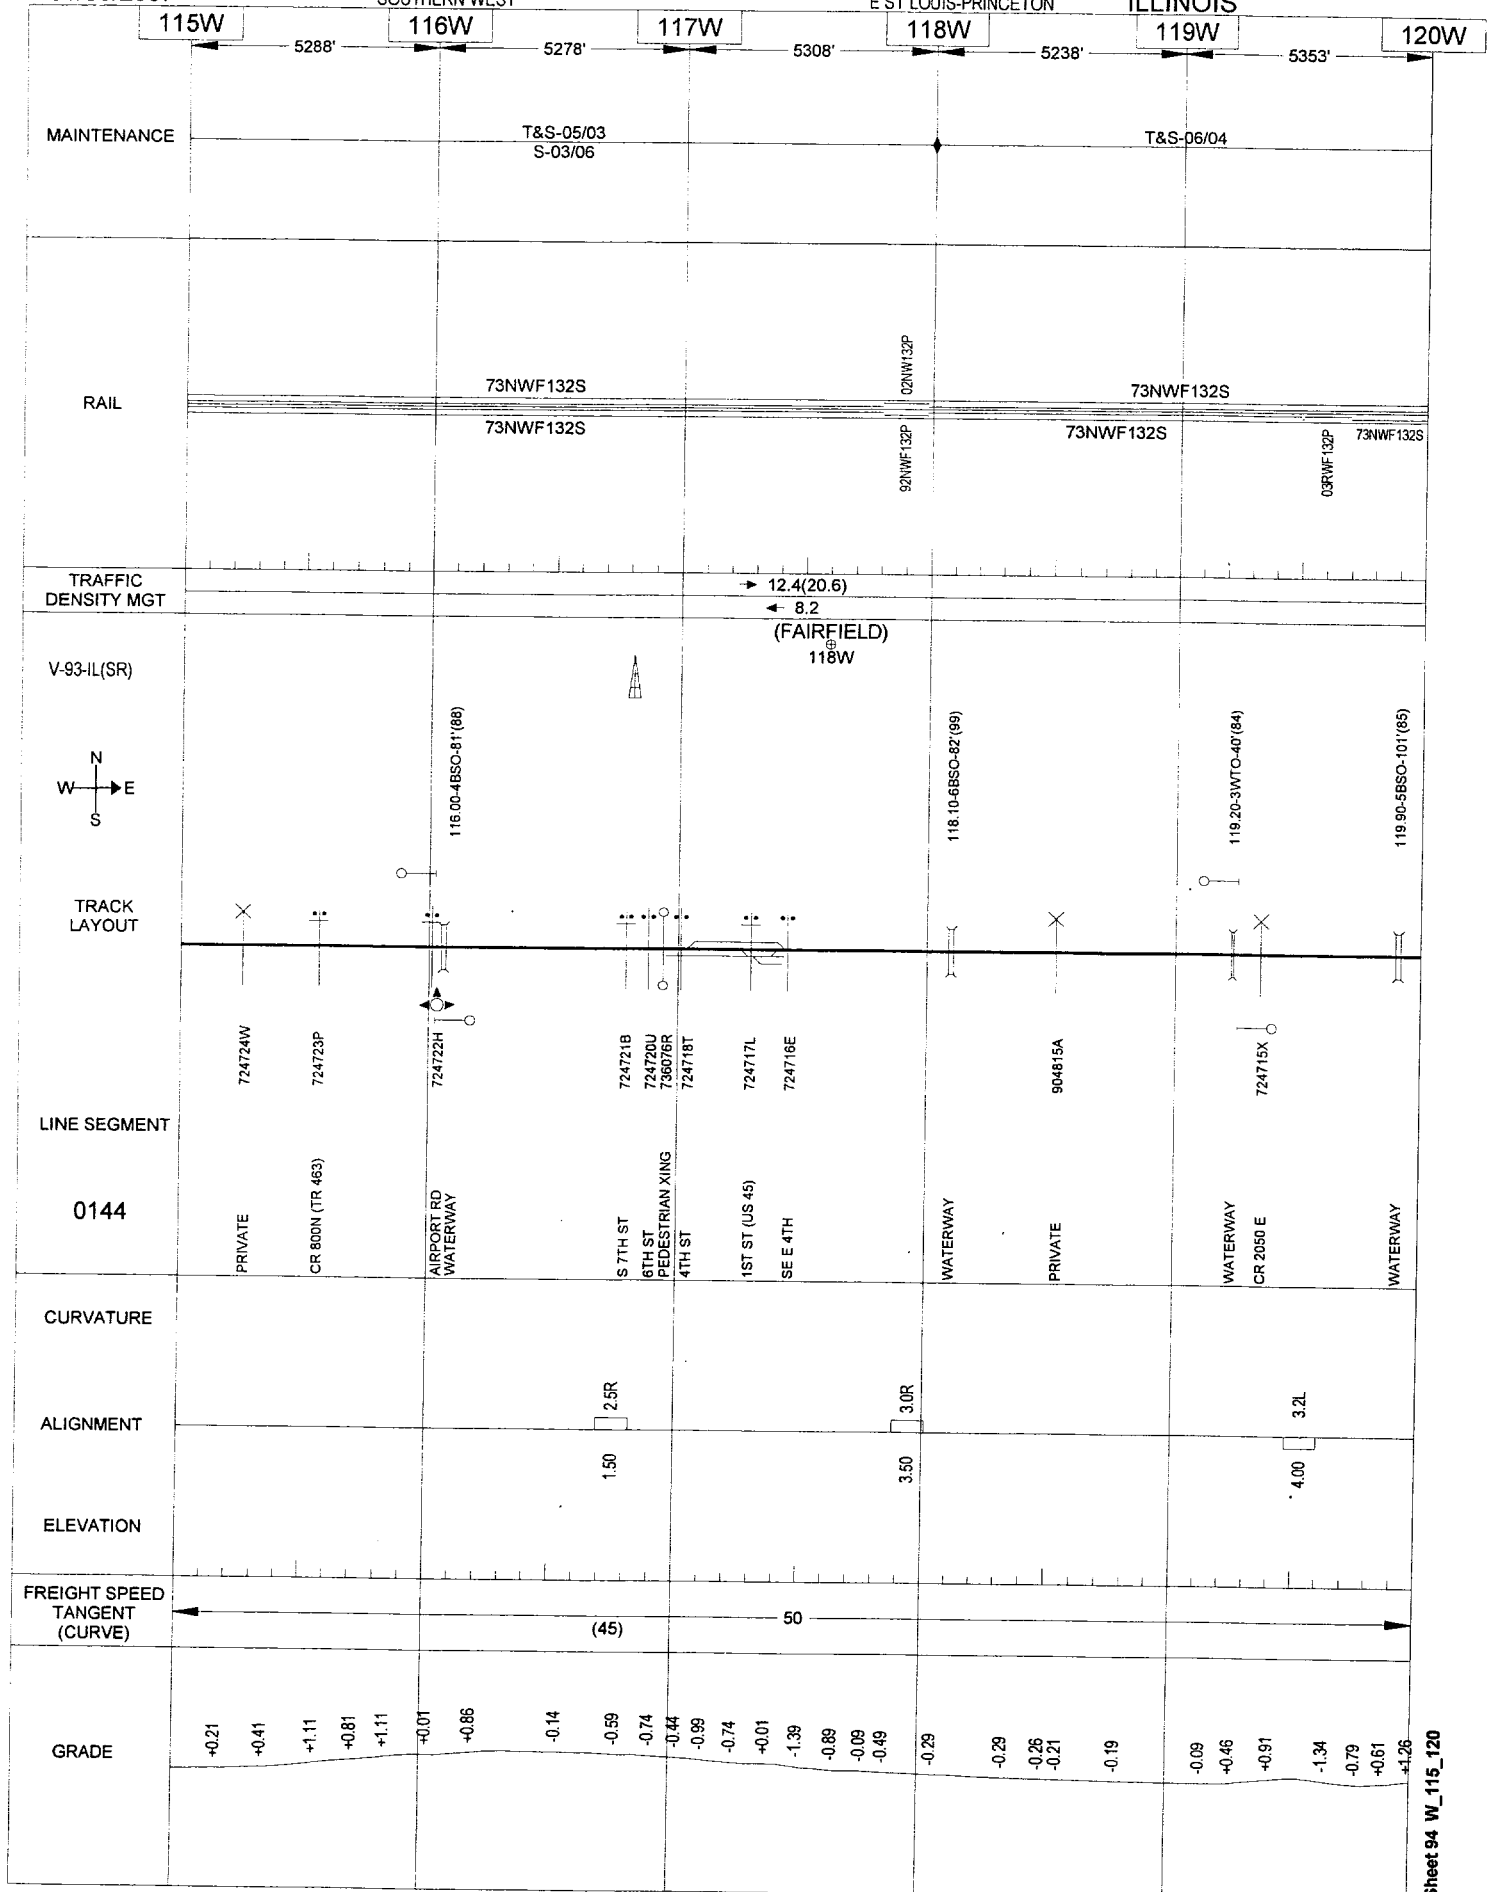 SOUTHERN WEST
E ST LOUIS-PRINCETON
ILLINOIS
115W 116W 117W 118W 119W 120W
5288' 5278' 5308' 5238' 5353'
MAINTENANCE
T&S-05/03
S-03/06
T&S-06/04
RAIL
73NWF132S
73NWF132S
02NW132P
92NWF132P
73NWF132S
73NWF132S
03RWF132P
73NWF132S
TRAFFIC
DENSITY MGT
12.4(20.6)
8.2
(FAIRFIELD)
118W
V-93-IL(SR)
N
W E
S
116.00-4BSO-81'(88)
118.10-6BSO-82'(99)
119.20-3WTO-40'(84)
119.90-5BSO-101'(85)
TRACK
LAYOUT
724724W
724723P
724722H
724721B
724720U
736076R
724718T
724717L
724716E
904815A
724715X
LINE SEGMENT
0144
PRIVATE
CR 800N (TR 463)
AIRPORT RD
WATERWAY
S 7TH ST
6TH ST
PEDESTRIAN XING
4TH ST
1ST ST (US 45)
SE E 4TH
WATERWAY
PRIVATE
WATERWAY
CR 2050 E
WATERWAY
CURVATURE
ALIGNMENT
2.5R
1.50
3.0R
3.50
3.2L
4.00
ELEVATION
FREIGHT SPEED
TANGENT
(CURVE)
(45)
50
GRADE
+0.21
+0.41
+1.11
+0.81
+1.11
+0.01
+0.86
-0.14
-0.59
-0.74
-0.44
-0.99
-0.74
+0.01
-1.39
-0.89
-0.09
-0.49
-0.29
-0.29
-0.26
-0.21
-0.19
-0.09
+0.46
+0.91
-1.34
-0.79
+0.61
+1.26
Sheet 94 W_115_120